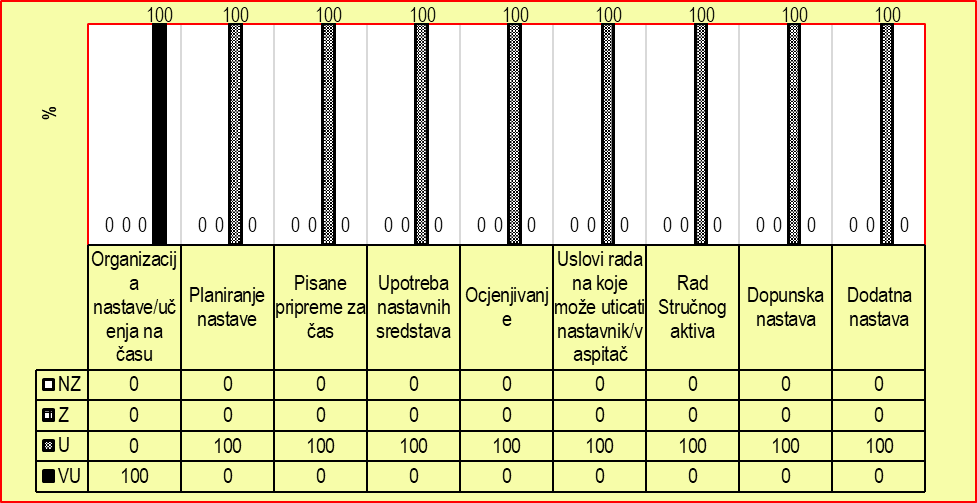 100 100 100 100 100 100 100 100 100
%
0 0 0 0 0 0 0 0 0 0 0 0 0 0 0 0 0 0 0 0 0 0 0 0 0 0 0
Organizacij
a
nastave/uč
enja na
času
Planiranje
nastave
Pisane
pripreme za
čas
Upotreba
nastavnih
sredstava
Ocjenjivanj
e
Uslovi rada
na koje
može uticati
nastavnik/v
aspitač
Rad
Stručnog
aktiva
Dopunska
nastava
Dodatna
nastava
NZ 0 0 0 0 0 0 0 0 0
Z 0 0 0 0 0 0 0 0 0
U 0 100 100 100 100 100 100 100 100
VU 100 0 0 0 0 0 0 0 0